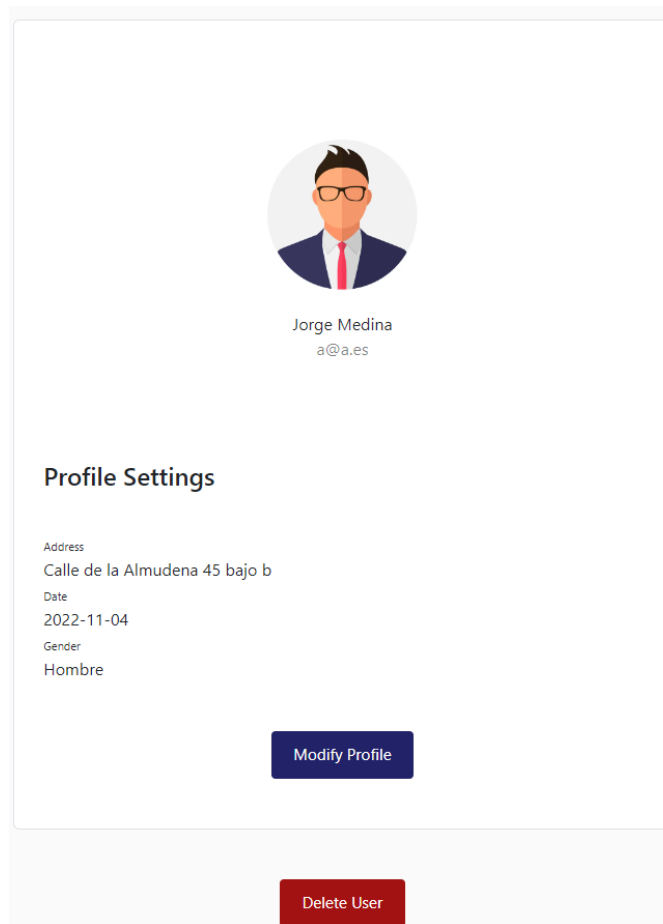 Jorge Medina
a@a.es
Profile Settings
Address
Calle de la Almudena 45 bajo b
Date
2022-11-04
Gender
Hombre
Modify Profile
Delete User